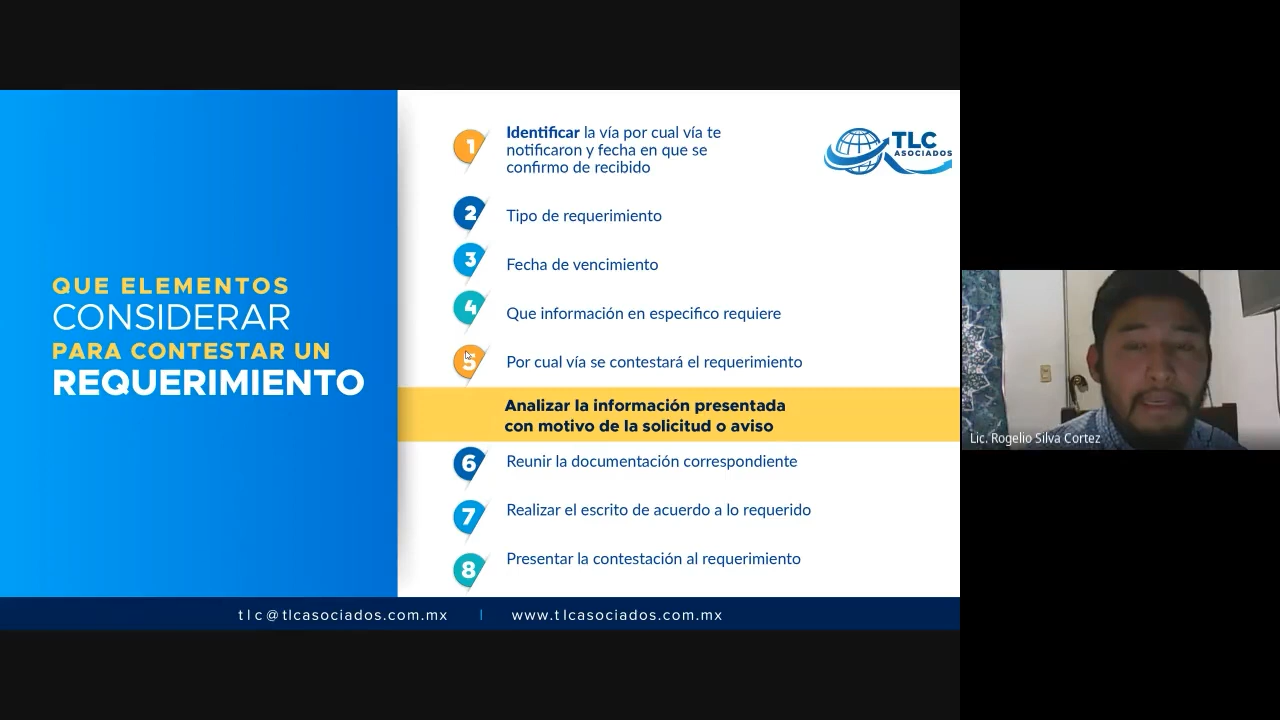 QUE ELEMENTOS
CONSIDERAR
PARA CONTESTAR UN
REQUERIMIENTO
1
Identificar la vía por cual vía te
notificaron y fecha en que se
confirmo de recibido
2
Tipo de requerimiento
3
Fecha de vencimiento
4
Que información en especifico requiere
5
Por cual vía se contestará el requerimiento
Analizar la información presentada
con motivo de la solicitud o aviso
6
Reunir la documentación correspondiente
7
Realizar el escrito de acuerdo a lo requerido
8
Presentar la contestación al requerimiento
TLC
ASOCIADOS
tlc@tlcasociados.com.mx | www.tlcasociados.com.mx
Lic. Rogelio Silva Cortez